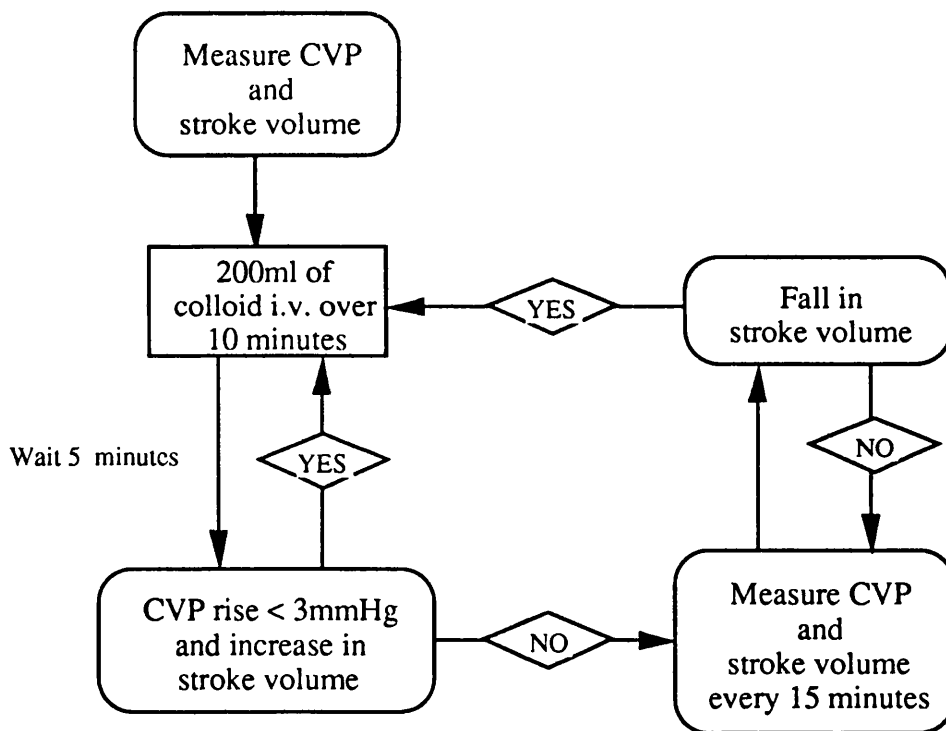 Measure CVP
and
stroke volume
200ml of
colloid i.v. over
10 minutes
YES
Fall in
stroke volume
Wait 5 minutes
YES
NO
CVP rise < 3mmHg
and increase in
stroke volume
NO
Measure CVP
and
stroke volume
every 15 minutes